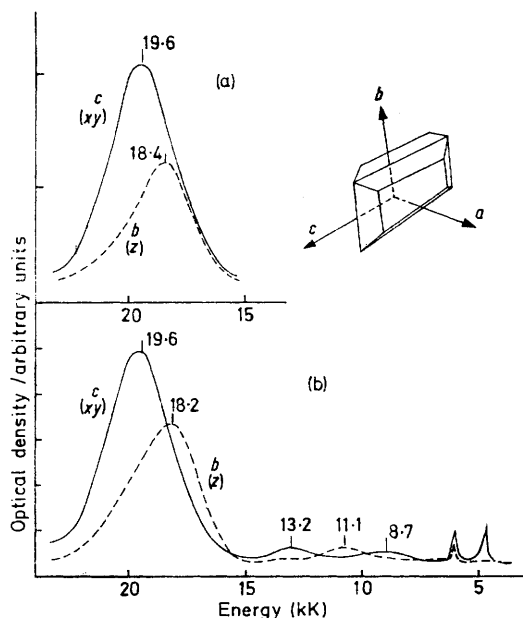 19·6
(a)
c
(xy)
18·4
b
(z)
20
15
b
c
a
19·6
(b)
c
(xy)
18·2
b
(z)
13·2
11·1
8·7
20
15
10
5
Energy (kK)
Optical density/arbitrary units